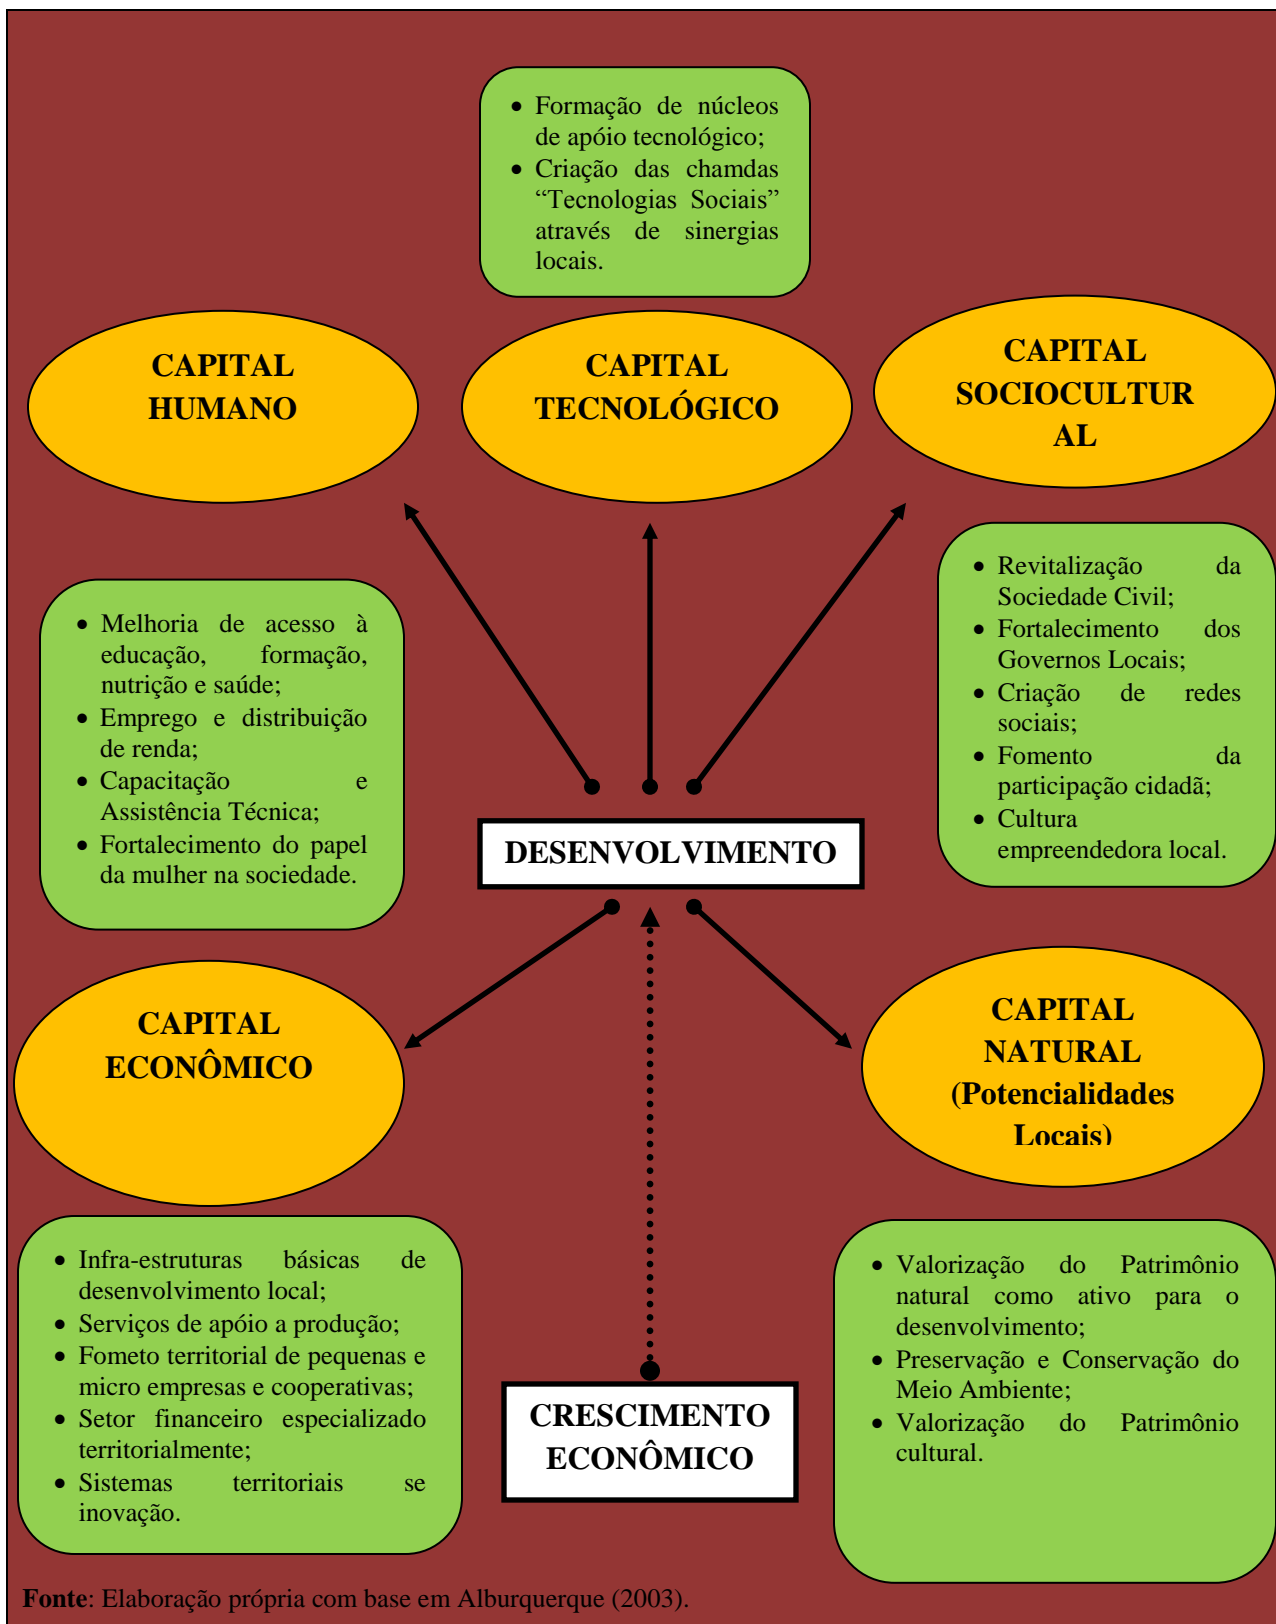 • Formação de núcleos
de apóio tecnológico;
• Criação das chamdas
“Tecnologias Sociais”
através de sinergias
locais.
CAPITAL
HUMANO
CAPITAL
TECNOLÓGICO
CAPITAL
SOCIOCULTUR
AL
• Melhoria de acesso à
educação, formação,
nutrição e saúde;
• Emprego e distribuição
de renda;
• Capacitação e
Assistência Técnica;
• Fortalecimento do papel
da mulher na sociedade.
• Revitalização da
Sociedade Civil;
• Fortalecimento dos
Governos Locais;
• Criação de redes
sociais;
• Fomento da
participação cidadã;
• Cultura
empreendedora local.
DESENVOLVIMENTO
CAPITAL
ECONÔMICO
CAPITAL
NATURAL
(Potencialidades
Locais)
• Infra-estruturas básicas de
desenvolvimento local;
• Serviços de apóio a produção;
• Fometo territorial de pequenas e
micro empresas e cooperativas;
• Setor financeiro especializado
territorialmente;
• Sistemas territoriais se
inovação.
CRESCIMENTO
ECONÔMICO
• Valorização do Patrimônio
natural como ativo para o
desenvolvimento;
• Preservação e Conservação do
Meio Ambiente;
• Valorização do Patrimônio
cultural.
Fonte: Elaboração própria com base em Alburquerque (2003).